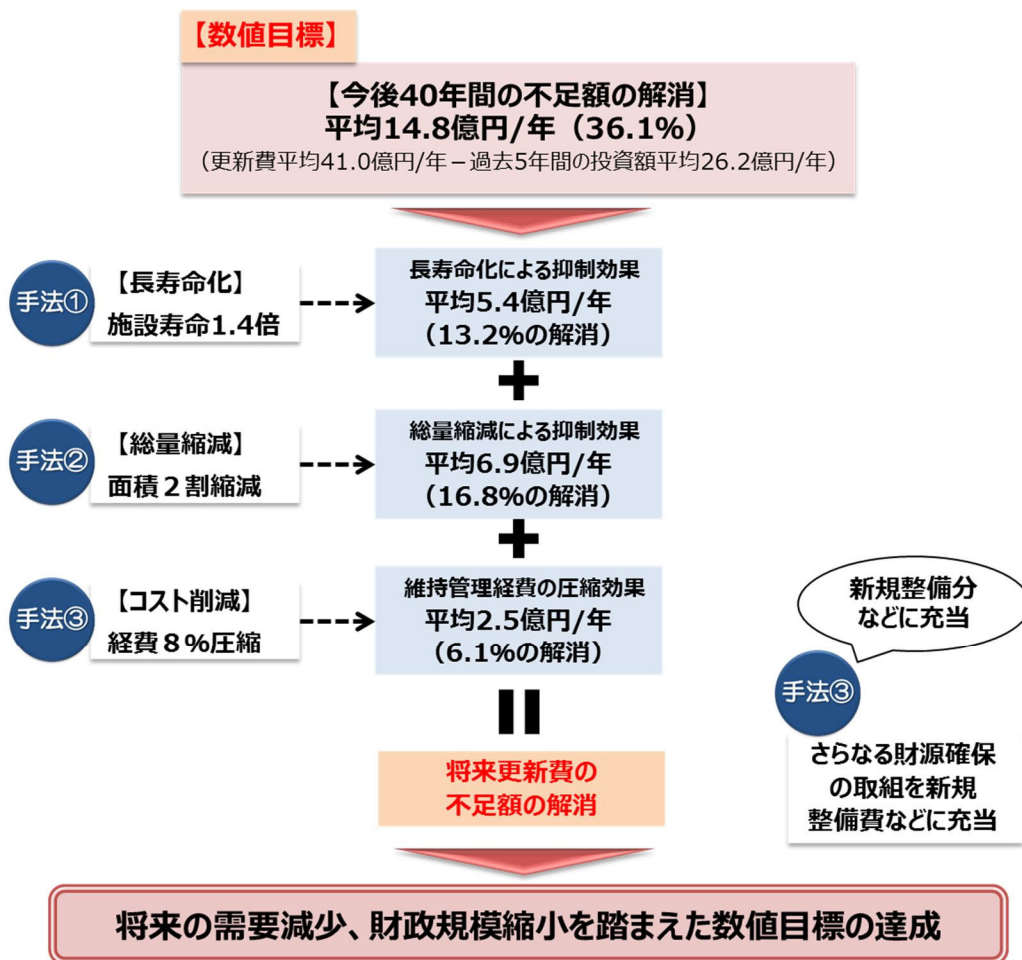 【数値目標】
【今後40年間の不足額の解消】
平均14.8億円/年（36.1%）
（更新費平均41.0億円/年－過去5年間の投資額平均26.2億円/年）
手法①
【長寿命化】
施設寿命1.4倍
長寿命化による抑制効果
平均5.4億円/年
（13.2%の解消）
+
手法②
【総量縮減】
面積２割縮減
総量縮減による抑制効果
平均6.9億円/年
（16.8%の解消）
+
手法③
【コスト削減】
経費８%圧縮
維持管理経費の圧縮効果
平均2.5億円/年
（6.1%の解消）
新規整備分
などに充当
手法③
さらなる財源確保
の取組を新規
整備費などに充当
将来更新費の
不足額の解消
将来の需要減少、財政規模縮小を踏まえた数値目標の達成